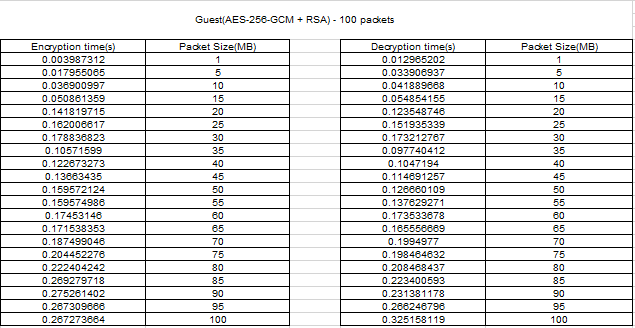 Guest(AES-256-GCM + RSA) - 100 packets
Encryption time(s) Packet Size(MB) Decryption time(s) Packet Size(MB)
0.003987312 1 0.012965202 1
0.017955065 5 0.033906937 5
0.036900997 10 0.041889668 10
0.050861359 15 0.054854155 15
0.141819715 20 0.123548746 20
0.162006617 25 0.151935339 25
0.178836823 30 0.173212767 30
0.10571599 35 0.097740412 35
0.122673273 40 0.1047194 40
0.13663435 45 0.114691257 45
0.159572124 50 0.126660109 50
0.159574986 55 0.137629271 55
0.17453146 60 0.173533678 60
0.171538353 65 0.165556669 65
0.187499046 70 0.1994977 70
0.204452276 75 0.198464632 75
0.222404242 80 0.208468437 80
0.269279718 85 0.223400593 85
0.275261402 90 0.231381178 90
0.267309666 95 0.266246796 95
0.267273664 100 0.325158119 100